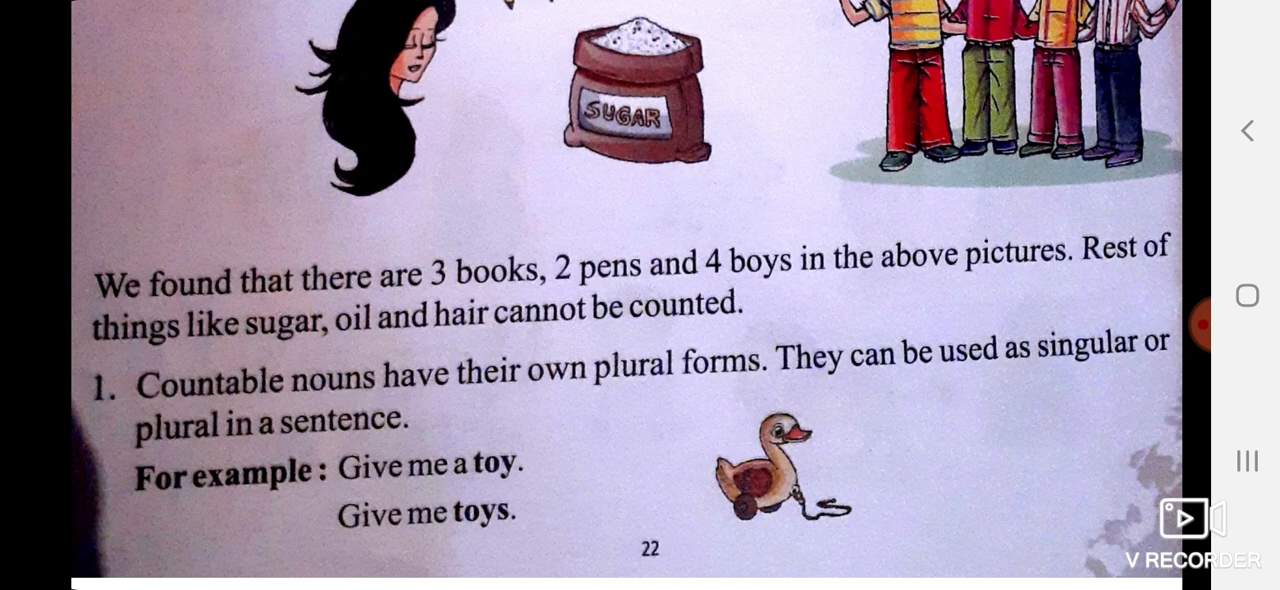 SUGAR
We found that there are 3 books, 2 pens and 4 boys in the above pictures. Rest of
things like sugar, oil and hair cannot be counted.
1. Countable nouns have their own plural forms. They can be used as singular or
plural in a sentence.
For example : Give me a toy.
Give me toys.
22
V RECORDER